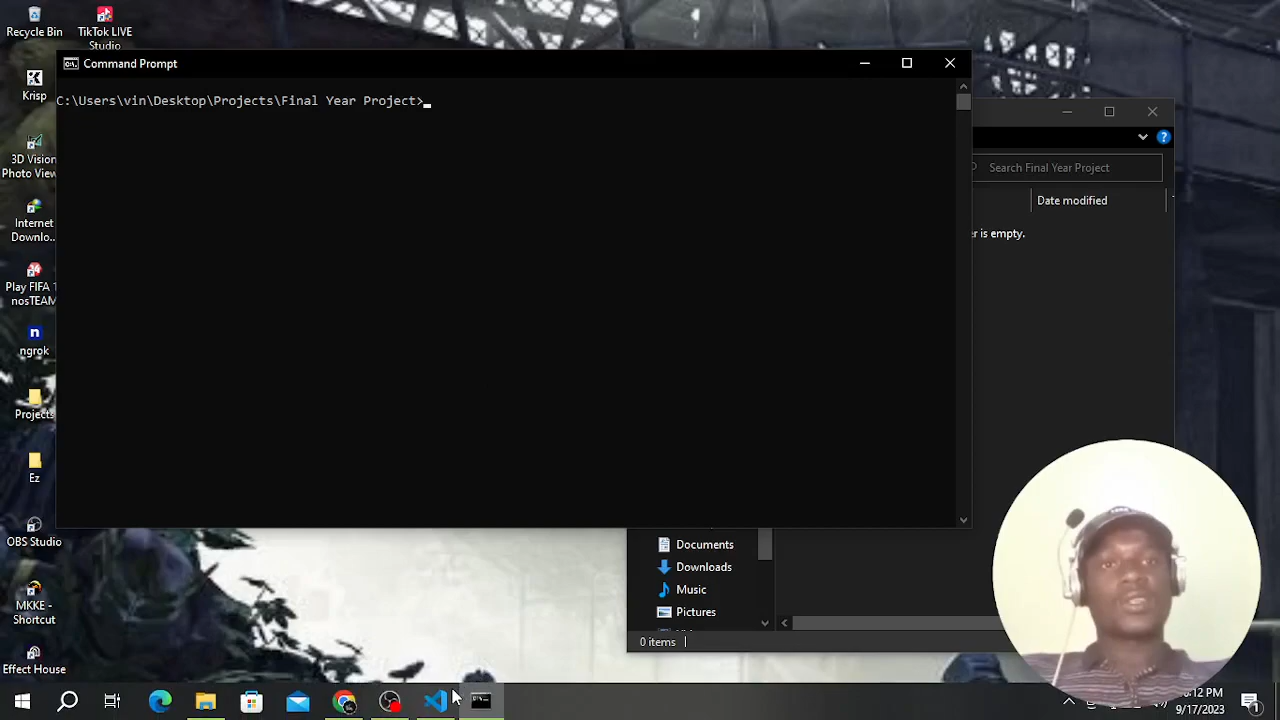 Recycle Bin
TikTok LIVE
Studio
Command Prompt
C:\Users\vin\Desktop\Projects\Final Year Project>
Krisp
3D Vision
Photo View...
Search Final Year Project
Date modified
is empty.
Internet
Downlo...
Play FIFA
nosTEAM
ngrok
Projects
Ez
OBS Studio
Documents
Downloads
Music
Pictures
MKKE -
Shortcut
0 items
Effect House
:12 PM
9/17/2023